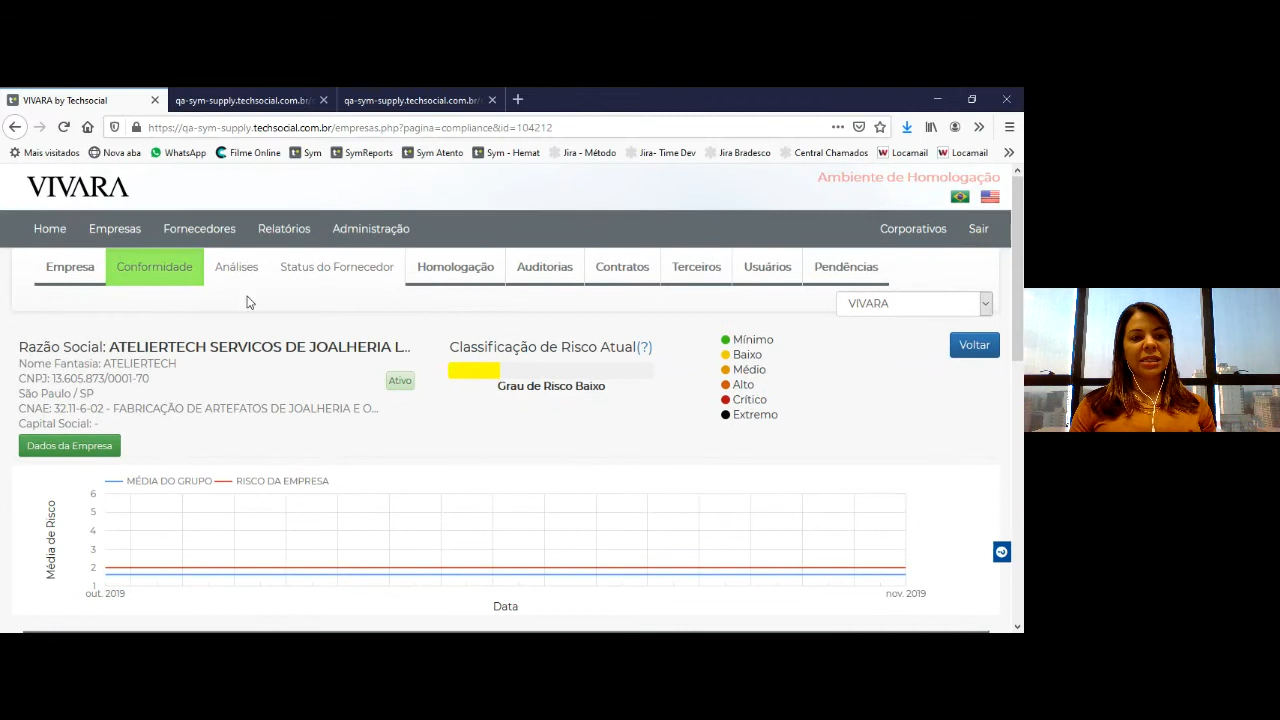 VIVARA by Techsocial
qa-sym-supply.techsocial.com.br/
qa-sym-supply.techsocial.com.br/
https://qa-sym-supply.techsocial.com.br/empresas.php?pagina=compliance&id=104212
Mais visitados Nova aba WhatsApp Filme Online Sym SymReports Sym Atento Sym - Hemat Jira - Método Jira- Time Dev Jira Bradesco Central Chamados Locamail Locamail
VIVARA
Ambiente de Homologação
Home Empresas Fornecedores Relatórios Administração Corporativos Sair
Empresa Conformidade Análises Status do Fornecedor Homologação Auditorias Contratos Terceiros Usuários Pendências
VIVARA
Razão Social: ATELIERTECH SERVICOS DE JOALHERIA L...
Nome Fantasia: ATELIERTECH
CNPJ: 13.605.873/0001-70
São Paulo / SP
CNAE: 32.11-6-02 - FABRICAÇÃO DE ARTEFATOS DE JOALHERIA E O...
Capital Social: -
Ativo
Dados da Empresa
Classificação de Risco Atual(?)
Grau de Risco Baixo
Mínimo
Baixo
Médio
Alto
Crítico
Extremo
Voltar
MÉDIA DO GRUPO RISCO DA EMPRESA
Média de Risco
6
5
4
3
2
1
out. 2019 nov. 2019
Data